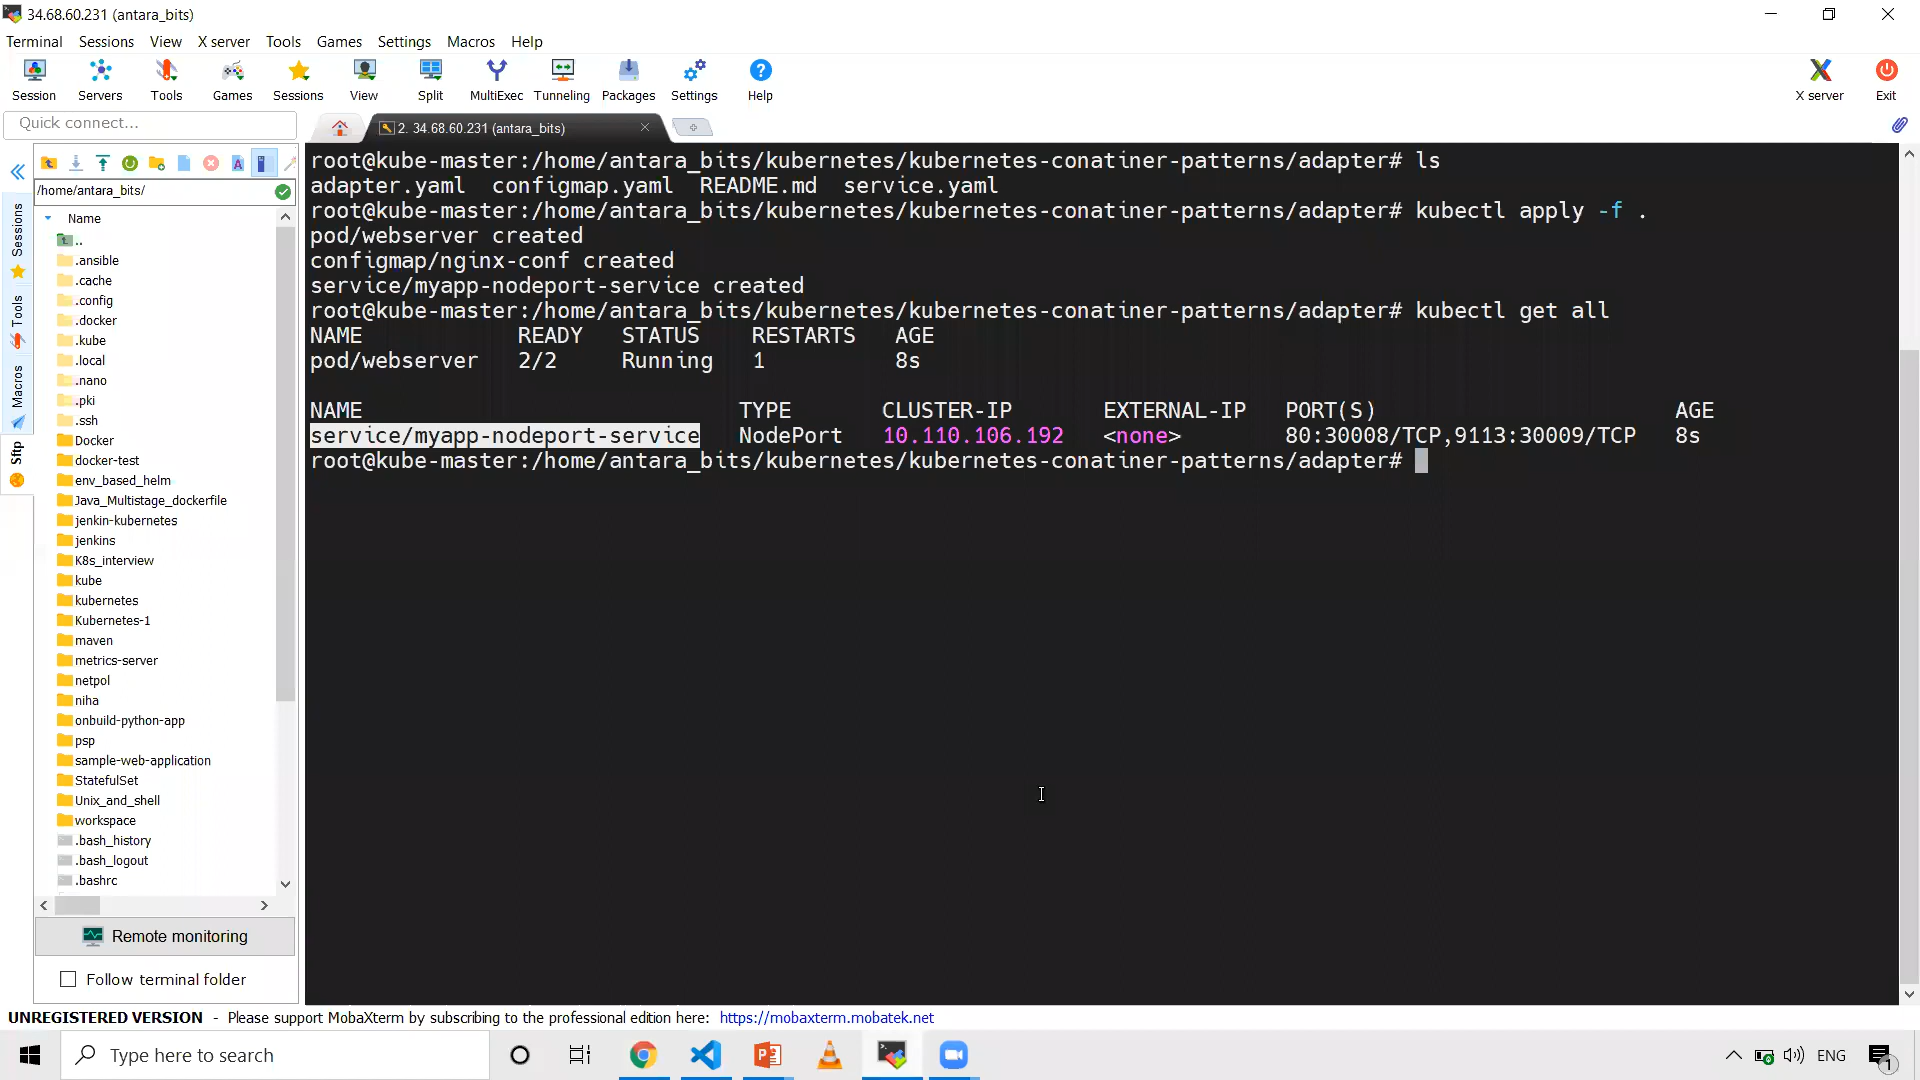 34.68.60.231 (antara_bits)
Terminal Sessions View X server Tools Games Settings Macros Help
Session Servers Tools Games Sessions View Split MultiExec Tunneling Packages Settings Help X server Exit
Quick connect...
2. 34.68.60.231 (antara_bits)
/home/antara_bits/
Name
..
.ansible
.cache
.config
.docker
.kube
.local
.nano
.pki
.ssh
Docker
docker-test
env_based_helm
Java_Multistage_dockerfile
jenkin-kubernetes
jenkins
K8s_interview
kube
kubernetes
Kubernetes-1
maven
metrics-server
netpol
niha
onbuild-python-app
psp
sample-web-application
StatefulSet
Unix_and_shell
workspace
.bash_history
.bash_logout
.bashrc
Sessions
Tools
Macros
Sftp
Remote monitoring
Follow terminal folder
root@kube-master:/home/antara_bits/kubernetes/kubernetes-conatiner-patterns/adapter# ls
adapter.yaml configmap.yaml README.md service.yaml
root@kube-master:/home/antara_bits/kubernetes/kubernetes-conatiner-patterns/adapter# kubectl apply -f .
pod/webserver created
configmap/nginx-conf created
service/myapp-nodeport-service created
root@kube-master:/home/antara_bits/kubernetes/kubernetes-conatiner-patterns/adapter# kubectl get all
NAME READY STATUS RESTARTS AGE
pod/webserver 2/2 Running 1 8s
NAME TYPE CLUSTER-IP EXTERNAL-IP PORT(S) AGE
service/myapp-nodeport-service NodePort 10.110.106.192 <none> 80:30008/TCP,9113:30009/TCP 8s
root@kube-master:/home/antara_bits/kubernetes/kubernetes-conatiner-patterns/adapter#
UNREGISTERED VERSION - Please support MobaXterm by subscribing to the professional edition here: https://mobaxterm.mobatek.net
Type here to search
ENG
1